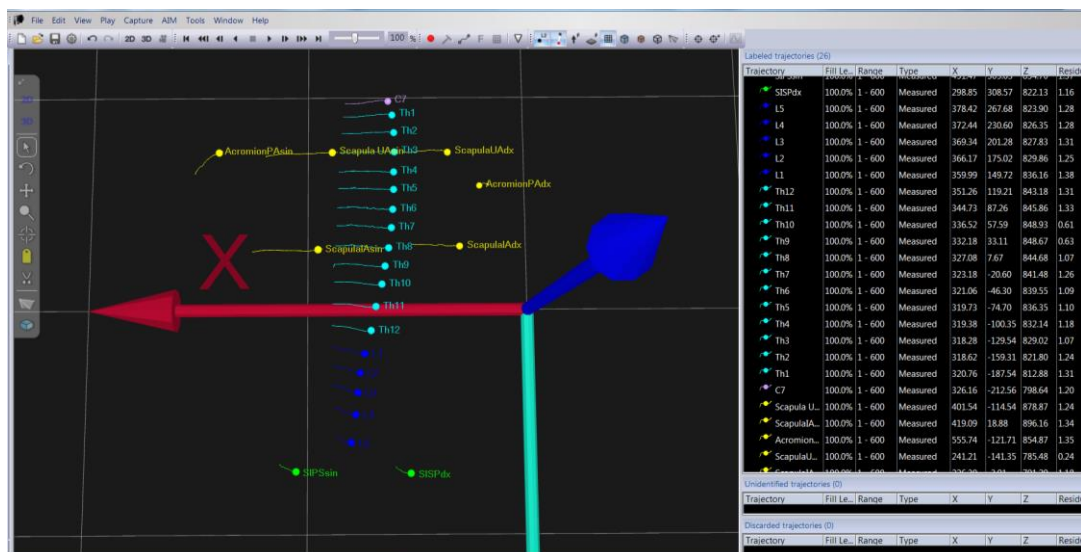 File Edit View Play Capture AIM Tools Window Help
2D 3D 100 % F L3
Labeled trajectories (26)
Trajectory Fill Le... Range Type X Y Z Residu
SISPdx 100.0% 1 - 600 Measured 298.85 308.57 822.13 1.16
L5 100.0% 1 - 600 Measured 378.42 267.68 823.90 1.28
L4 100.0% 1 - 600 Measured 372.44 230.60 826.35 1.28
L3 100.0% 1 - 600 Measured 369.34 201.28 827.83 1.31
L2 100.0% 1 - 600 Measured 366.17 175.02 829.86 1.25
L1 100.0% 1 - 600 Measured 359.99 149.72 836.16 1.38
Th12 100.0% 1 - 600 Measured 351.26 119.21 843.18 1.31
Th11 100.0% 1 - 600 Measured 344.73 87.26 845.86 1.33
Th10 100.0% 1 - 600 Measured 336.52 57.59 848.93 0.61
Th9 100.0% 1 - 600 Measured 332.18 33.11 848.67 0.63
Th8 100.0% 1 - 600 Measured 327.08 7.67 844.68 1.07
Th7 100.0% 1 - 600 Measured 323.18 -20.60 841.48 1.26
Th6 100.0% 1 - 600 Measured 321.06 -46.30 839.55 1.09
Th5 100.0% 1 - 600 Measured 319.73 -74.70 836.35 1.10
Th4 100.0% 1 - 600 Measured 319.38 -100.35 832.14 1.18
Th3 100.0% 1 - 600 Measured 318.28 -129.54 829.02 1.07
Th2 100.0% 1 - 600 Measured 318.62 -159.31 821.80 1.24
Th1 100.0% 1 - 600 Measured 320.76 -187.54 812.88 1.31
C7 100.0% 1 - 600 Measured 326.16 -212.56 798.64 1.20
Scapula U... 100.0% 1 - 600 Measured 401.54 -114.54 878.87 1.24
ScapulaIA... 100.0% 1 - 600 Measured 419.09 18.88 896.16 1.34
Acromion... 100.0% 1 - 600 Measured 555.74 -121.71 854.87 1.35
ScapulaU... 100.0% 1 - 600 Measured 241.21 -141.35 785.48 0.24
Unidentified trajectories (0)
Trajectory Fill Le... Range Type X Y Z Residu
Discarded trajectories (0)
Trajectory Fill Le... Range Type X Y Z Residu
2D
3D
C7
Th1
Th2
AcromionPAsin Scapula UAsin Th3 ScapulaUAdx
Th4
Th5 AcromionPAdx
Th6
Th7
X ScapulaIAsin Th8 ScapulaIAdx
Th9
Th10
Th11
Th12
SIPSsin SISPdx